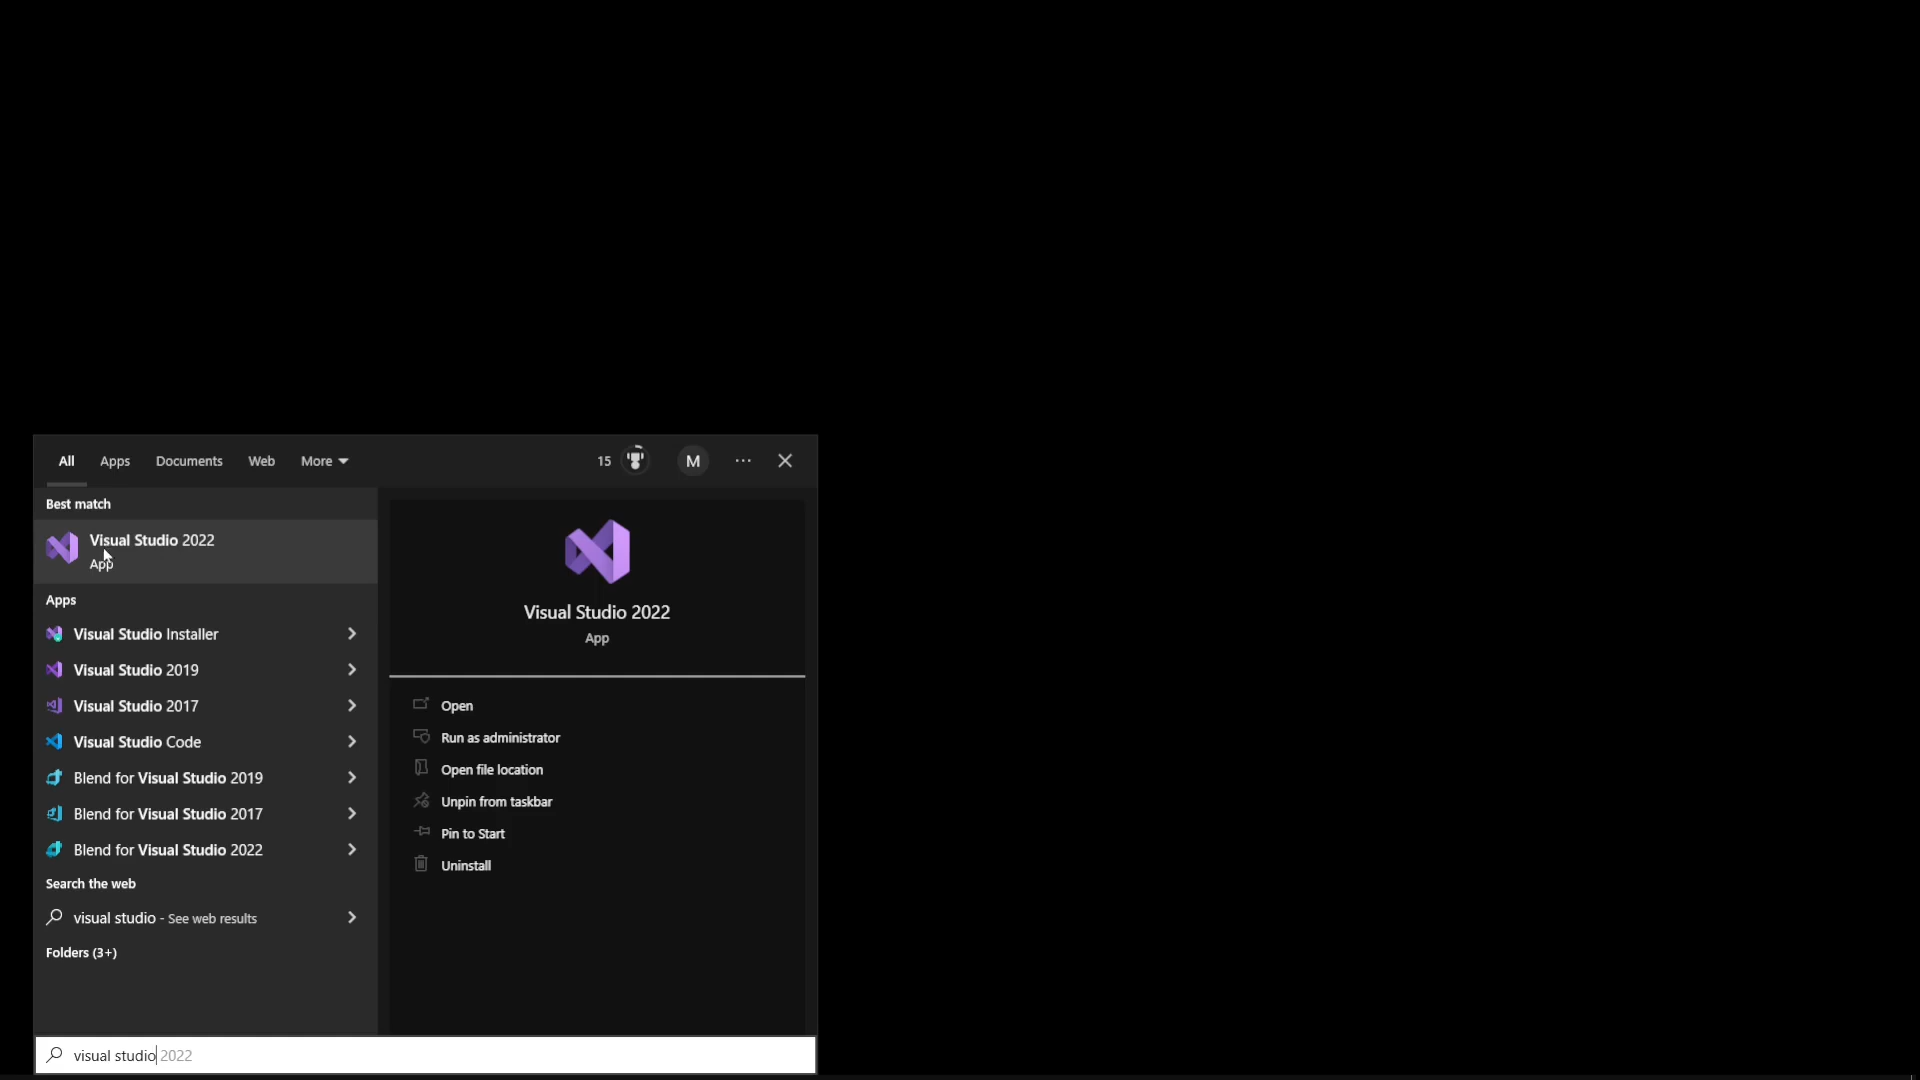 All Apps Documents Web More 15 M ...
Best match
Visual Studio 2022
App
Apps
Visual Studio Installer
Visual Studio 2019
Visual Studio 2017
Visual Studio Code
Blend for Visual Studio 2019
Blend for Visual Studio 2017
Blend for Visual Studio 2022
Search the web
visual studio - See web results
Folders (3+)
Visual Studio 2022
App
Open
Run as administrator
Open file location
Unpin from taskbar
Pin to Start
Uninstall
visual studio 2022